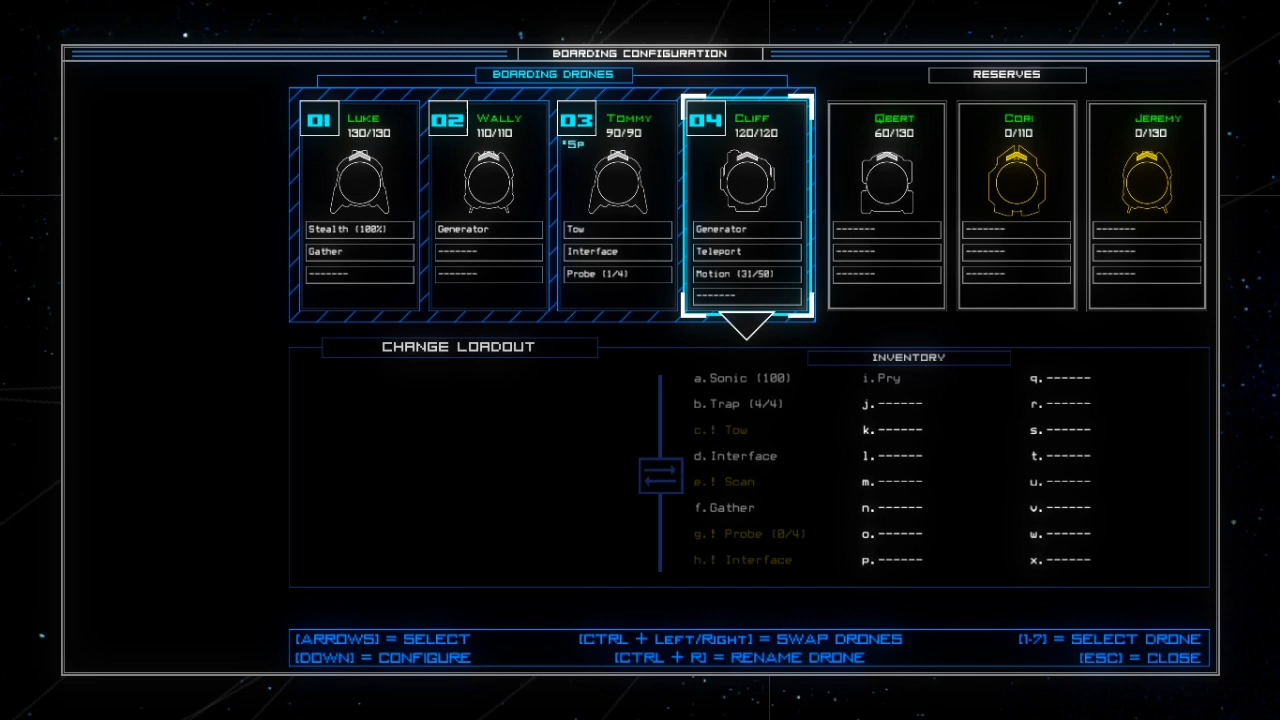 BOARDING CONFIGURATION
BOARDING DRONES
RESERVES
01 Luke 130/130
02 Wally 110/110
03 Tommy 90/90
*5P
04 Cliff 120/120
Qbert 60/130
Cori 0/110
Jeremy 0/130
Stealth (100%)
Gather
-------
Generator
-------
-------
Tow
Interface
Probe (1/4)
Generator
Teleport
Motion (31/50)
-------
-------
-------
-------
-------
-------
-------
-------
-------
-------
CHANGE LOADOUT
INVENTORY
a.Sonic (100)
b.Trap (4/4)
c.! Tow
d.Interface
e.! Scan
f.Gather
g.! Probe (0/4)
h.! Interface
i.Pry
j.------
k.------
l.------
m.------
n.------
o.------
p.------
q.------
r.------
s.------
t.------
u.------
v.------
w.------
x.------
[ARROWS] = SELECT
[CTRL + Left/Right] = SWAP DRONES
[1-7] = SELECT DRONE
[DOWN] = CONFIGURE
[CTRL + R] = RENAME DRONE
[ESC] = CLOSE